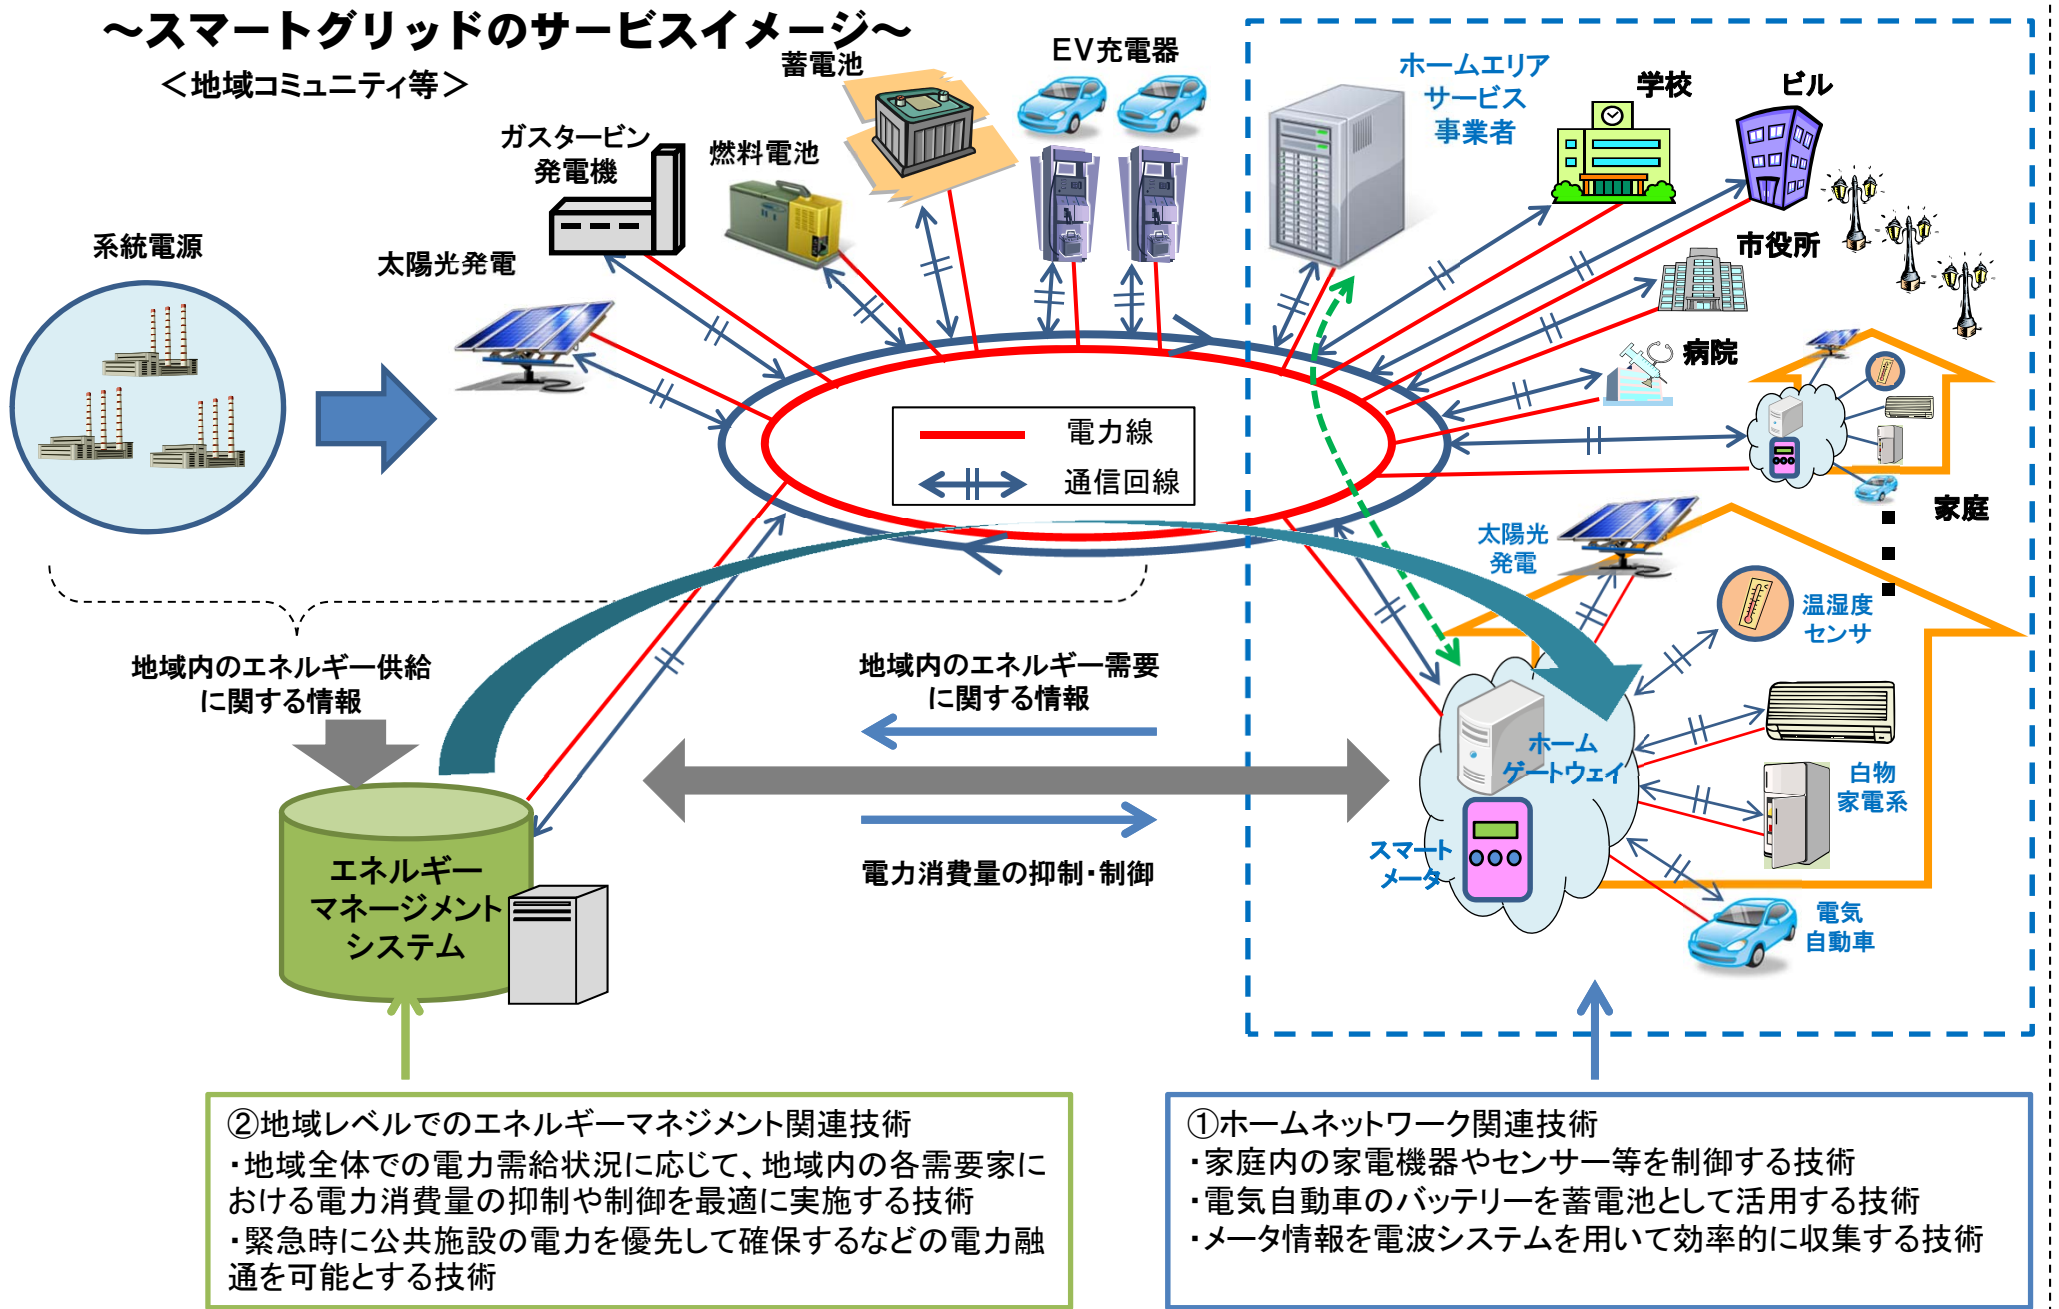 ～スマートグリッドのサービスイメージ～
＜地域コミュニティ等＞
蓄電池
EV充電器
ホームエリア
サービス
事業者
学校
ビル
ガスタービン
発電機
燃料電池
系統電源
太陽光発電
市役所
病院
電力線
通信回線
家庭
太陽光
発電
温湿度
センサ
地域内のエネルギー供給
に関する情報
地域内のエネルギー需要
に関する情報
ホーム
ゲートウェイ
白物
家電系
スマート
メータ
電力消費量の抑制・制御
エネルギー
マネージメント
システム
電気
自動車
②地域レベルでのエネルギーマネジメント関連技術
・地域全体での電力需給状況に応じて、地域内の各需要家に
おける電力消費量の抑制や制御を最適に実施する技術
・緊急時に公共施設の電力を優先して確保するなどの電力融
通を可能とする技術
①ホームネットワーク関連技術
・家庭内の家電機器やセンサー等を制御する技術
・電気自動車のバッテリーを蓄電池として活用する技術
・メータ情報を電波システムを用いて効率的に収集する技術